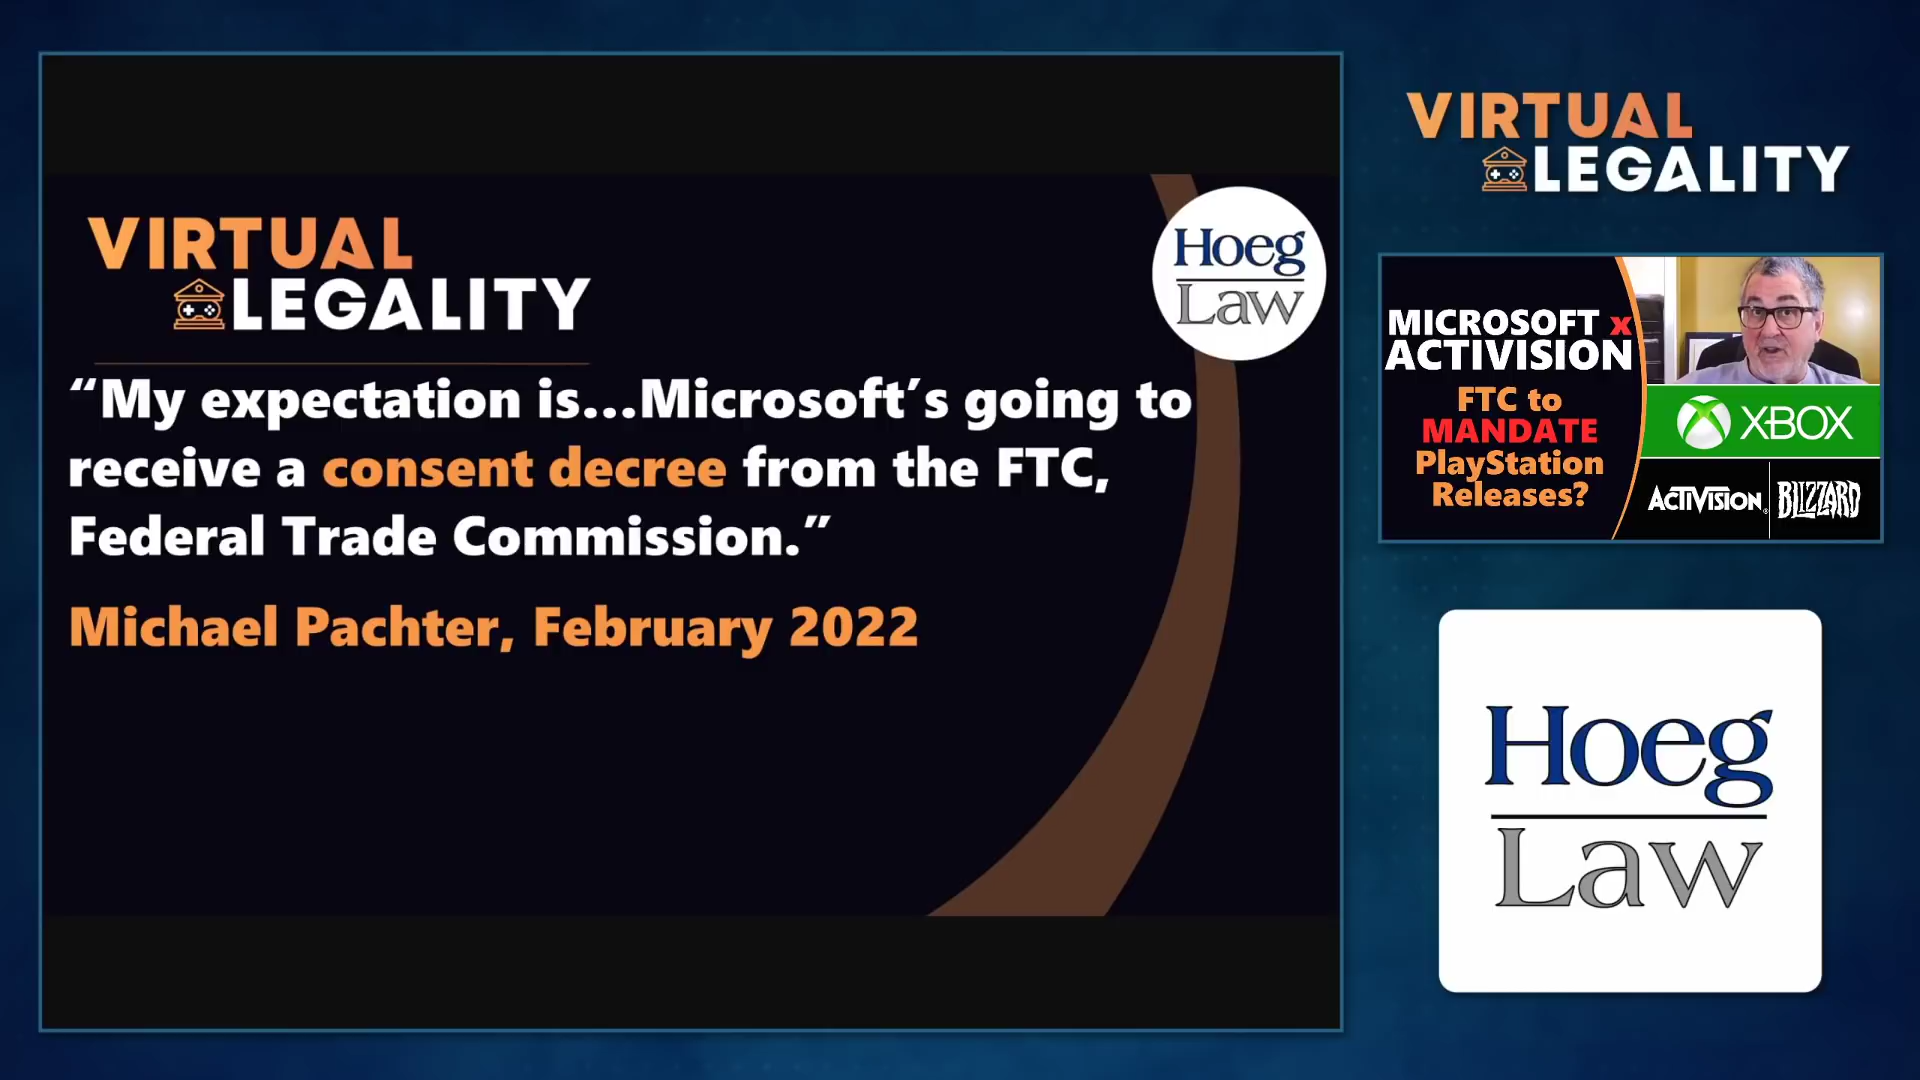 VIRTUAL
LEGALITY
Hoeg
Law
“My expectation is...Microsoft’s going to
receive a consent decree from the FTC,
Federal Trade Commission.”
Michael Pachter, February 2022
VIRTUAL
LEGALITY
MICROSOFT x
ACTIVISION
FTC to
MANDATE
PlayStation
Releases?
XBOX
ACTIVISION®
BLIZZARD
Hoeg
Law